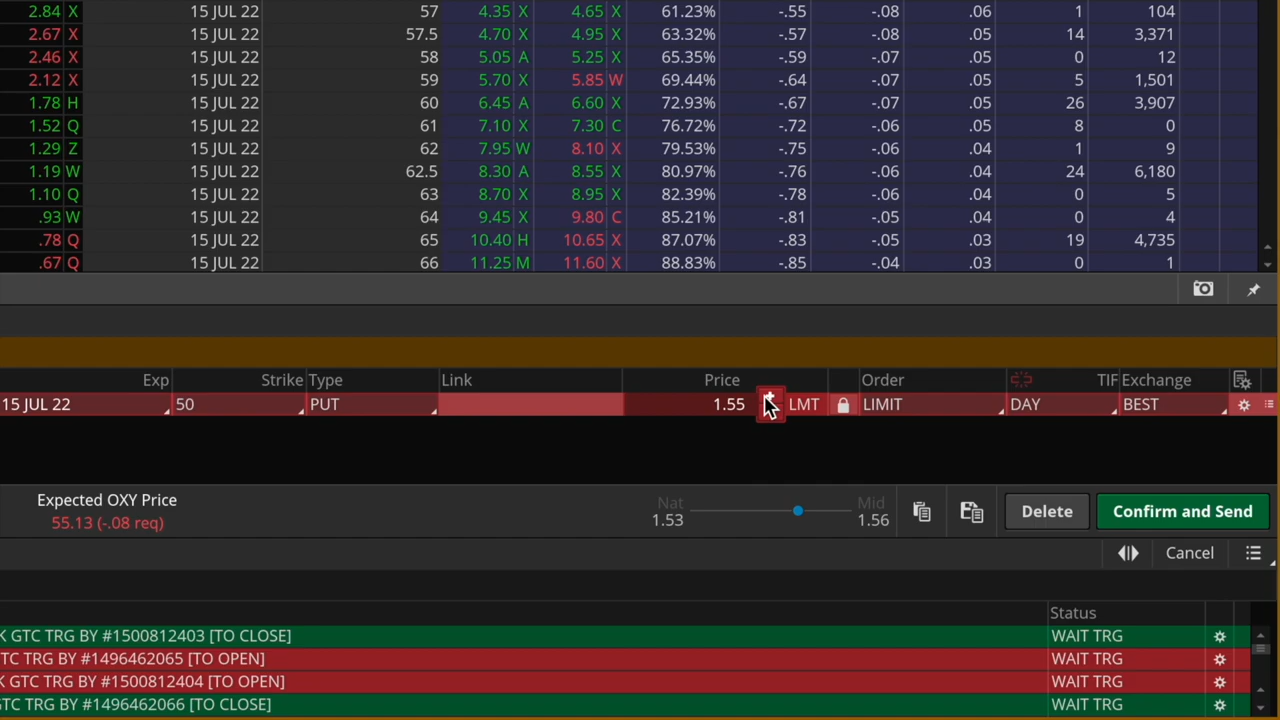 2.84 X 15 JUL 22 57 4.35 X 4.65 X 61.23% -.55 -.08 .06 1 104
2.67 X 15 JUL 22 57.5 4.70 X 4.95 X 63.32% -.57 -.08 .05 14 3,371
2.46 X 15 JUL 22 58 5.05 A 5.25 X 65.35% -.59 -.07 .05 0 12
2.12 X 15 JUL 22 59 5.70 X 5.85 W 69.44% -.64 -.07 .05 5 1,501
1.78 H 15 JUL 22 60 6.45 A 6.60 X 72.93% -.67 -.07 .05 26 3,907
1.52 Q 15 JUL 22 61 7.10 X 7.30 C 76.72% -.72 -.06 .05 8 0
1.29 Z 15 JUL 22 62 7.95 W 8.10 X 79.53% -.75 -.06 .04 1 9
1.19 W 15 JUL 22 62.5 8.30 A 8.55 X 80.97% -.76 -.06 .04 24 6,180
1.10 Q 15 JUL 22 63 8.70 X 8.95 X 82.39% -.78 -.06 .04 0 5
.93 W 15 JUL 22 64 9.45 X 9.80 C 85.21% -.81 -.05 .04 0 4
.78 Q 15 JUL 22 65 10.40 H 10.65 X 87.07% -.83 -.05 .03 19 4,735
.67 Q 15 JUL 22 66 11.25 M 11.60 X 88.83% -.85 -.04 .03 0 1
Exp Strike Type Link Price Order TIF Exchange
15 JUL 22 50 PUT 1.55 LMT LIMIT DAY BEST
Expected OXY Price
55.13 (-.08 req)
Nat Mid
1.53 1.56
Delete Confirm and Send
Cancel
Status
K GTC TRG BY #1500812403 [TO CLOSE] WAIT TRG
TC TRG BY #1496462065 [TO OPEN] WAIT TRG
K GTC TRG BY #1500812404 [TO OPEN] WAIT TRG
GTC TRG BY #1496462066 [TO CLOSE] WAIT TRG